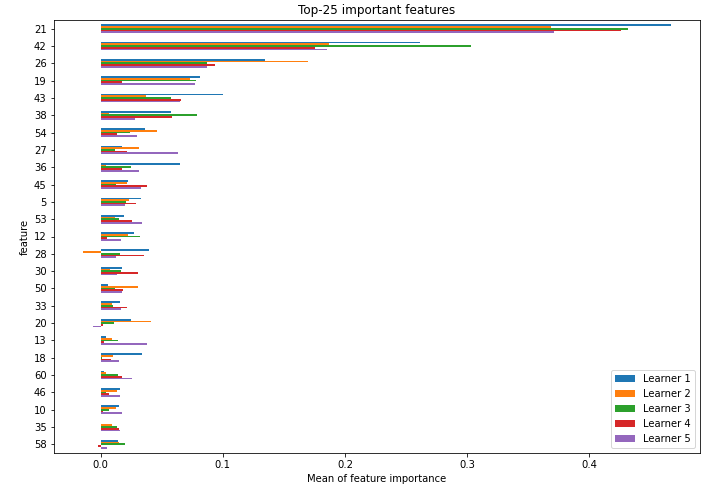 Top-25 important features
21
42
26
19
43
38
54
27
36
45
5
53
12
28
30
50
33
20
13
18
60
46
10
35
58
feature
Learner 1
Learner 2
Learner 3
Learner 4
Learner 5
0.0 0.1 0.2 0.3 0.4
Mean of feature importance